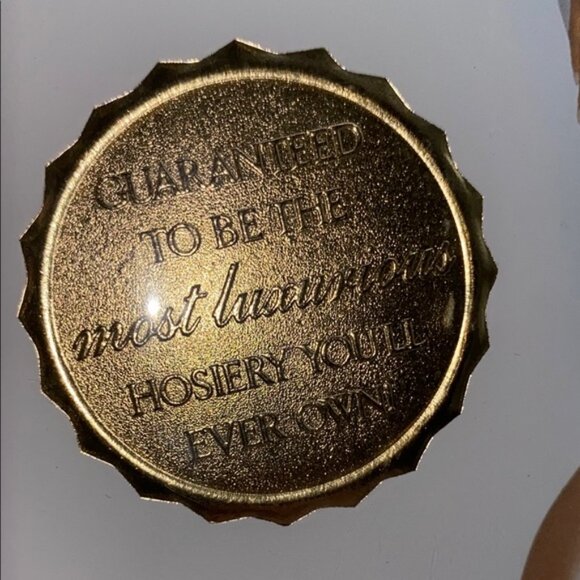 GUARANTEED
TO BE THE
most luxurious
HOSIERY YOU'LL
EVER OWN!